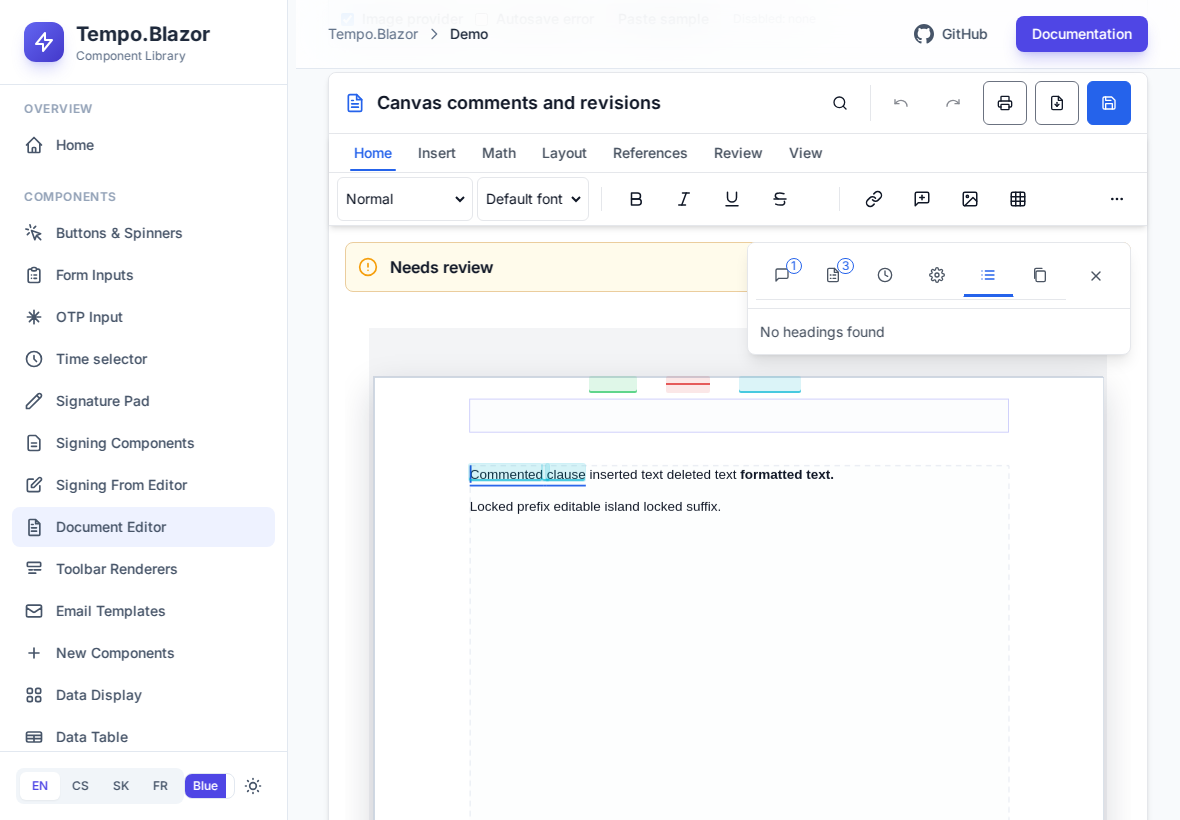 Tempo.Blazor
Component Library
OVERVIEW
Home
COMPONENTS
Buttons & Spinners
Form Inputs
OTP Input
Time selector
Signature Pad
Signing Components
Signing From Editor
Document Editor
Toolbar Renderers
Email Templates
New Components
Data Display
Data Table
EN CS SK FR Blue
Image provider Autosave error Paste sample
Tempo.Blazor Demo GitHub Documentation
Canvas comments and revisions
Home Insert Math Layout References Review View
Normal Default font
Needs review
1 3
No headings found
Commented clause inserted text deleted text formatted text.
Locked prefix editable island locked suffix.